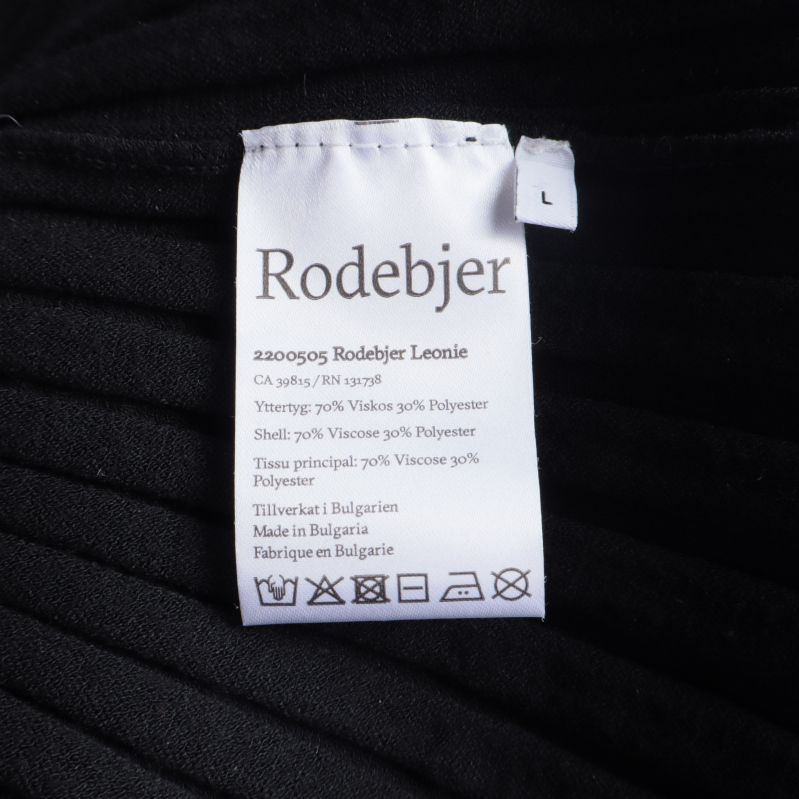 L
Rodebjer
2200505 Rodebjer Leonie
CA 39815 / RN 131738
Yttertyg: 70% Viskos 30% Polyester
Shell: 70% Viscose 30% Polyester
Tissu principal: 70% Viscose 30%
Polyester
Tillverkat i Bulgarien
Made in Bulgaria
Fabrique en Bulgarie